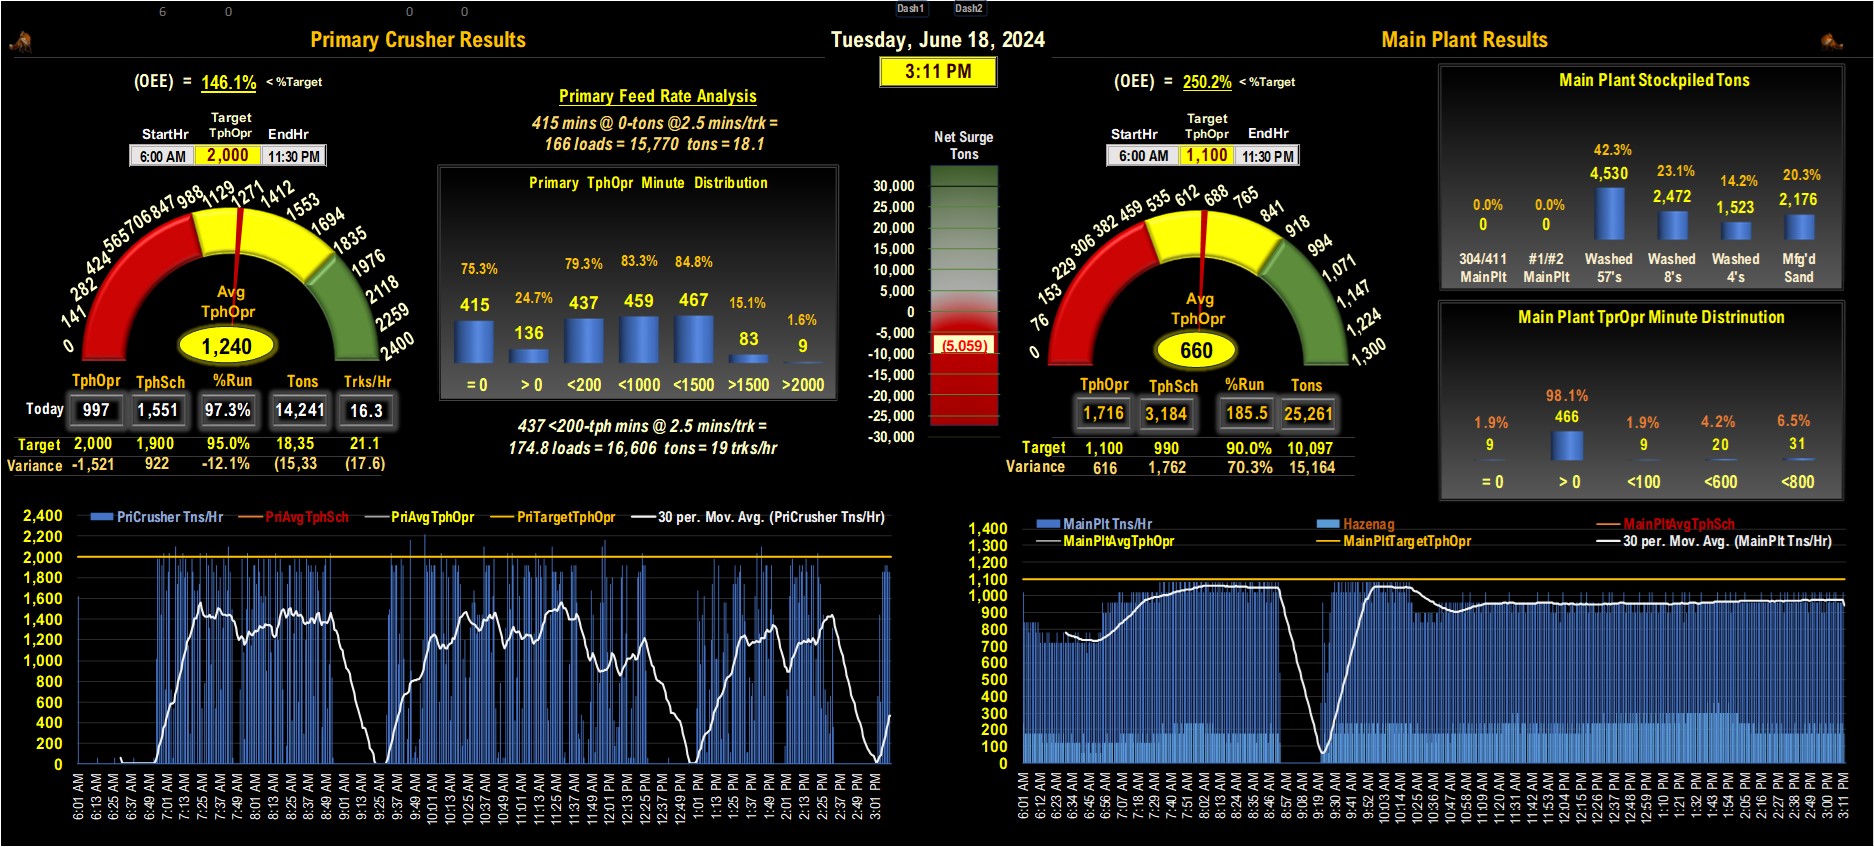 6 0 0 0 Dash1 Dash2
Primary Crusher Results
Tuesday, June 18, 2024
Main Plant Results
3:11 PM
(OEE) = 146.1% < %Target
StartHr Target TphOpr EndHr
6:00 AM 2,000 11:30 PM
0 141 282 424 565 706 847 988 1129 1271 1412 1553 1694 1835 1976 2118 2259 2400
Avg
TphOpr
1,240
TphOpr TphSch %Run Tons Trks/Hr
Today 997 1,551 97.3% 14,241 16.3
Target 2,000 1,900 95.0% 18,35 21.1
Variance -1,521 922 -12.1% (15,33 (17.6)
Primary Feed Rate Analysis
415 mins @ 0-tons @2.5 mins/trk =
166 loads = 15,770 tons = 18.1
Primary TphOpr Minute Distribution
75.3% 24.7% 79.3% 83.3% 84.8% 15.1% 1.6%
415 136 437 459 467 83 9
= 0 > 0 <200 <1000 <1500 >1500 >2000
437 <200-tph mins @ 2.5 mins/trk =
174.8 loads = 16,606 tons = 19 trks/hr
Net Surge
Tons
30,000
25,000
20,000
15,000
10,000
5,000
0
-5,000
(5,059)
-10,000
-15,000
-20,000
-25,000
-30,000
(OEE) = 250.2% < %Target
StartHr Target TphOpr EndHr
6:00 AM 1,100 11:30 PM
0 76 153 229 306 382 459 535 612 688 765 841 918 994 1,071 1,147 1,224 1,300
Avg
TphOpr
660
TphOpr TphSch %Run Tons
1,716 3,184 185.5 25,261
Target 1,100 990 90.0% 10,097
Variance 616 1,762 70.3% 15,164
Main Plant Stockpiled Tons
0.0% 0.0% 42.3% 23.1% 14.2% 20.3%
0 0 4,530 2,472 1,523 2,176
304/411 #1/#2 Washed Washed Washed Mfg'd
MainPlt MainPlt 57's 8's 4's Sand
Main Plant TprOpr Minute Distrinution
1.9% 98.1% 1.9% 4.2% 6.5%
9 466 9 20 31
= 0 > 0 <100 <600 <800
PriCrusher Tns/Hr PriAvgTphSch PriAvgTphOpr PriTargetTphOpr 30 per. Mov. Avg. (PriCrusher Tns/Hr)
2,400
2,200
2,000
1,800
1,600
1,400
1,200
1,000
800
600
400
200
0
6:01 AM 6:13 AM 6:25 AM 6:37 AM 6:49 AM 7:01 AM 7:13 AM 7:25 AM 7:37 AM 7:49 AM 8:01 AM 8:13 AM 8:25 AM 8:37 AM 8:49 AM 9:01 AM 9:13 AM 9:25 AM 9:37 AM 9:49 AM 10:01 AM 10:13 AM 10:25 AM 10:37 AM 10:49 AM 11:01 AM 11:13 AM 11:25 AM 11:37 AM 11:49 AM 12:01 PM 12:13 PM 12:25 PM 12:37 PM 12:49 PM 1:01 PM 1:13 PM 1:25 PM 1:37 PM 1:49 PM 2:01 PM 2:13 PM 2:25 PM 2:37 PM 2:49 PM 3:01 PM
MainPlt Tns/Hr Hazenag MainPltAvgTphSch
MainPltAvgTphOpr MainPltTargetTphOpr 30 per. Mov. Avg. (MainPlt Tns/Hr)
1,400
1,300
1,200
1,100
1,000
900
800
700
600
500
400
300
200
100
0
6:01 AM 6:12 AM 6:23 AM 6:34 AM 6:45 AM 6:56 AM 7:07 AM 7:18 AM 7:29 AM 7:40 AM 7:51 AM 8:02 AM 8:13 AM 8:24 AM 8:35 AM 8:46 AM 8:57 AM 9:08 AM 9:19 AM 9:30 AM 9:41 AM 9:52 AM 10:03 AM 10:14 AM 10:25 AM 10:36 AM 10:47 AM 10:58 AM 11:09 AM 11:20 AM 11:31 AM 11:42 AM 11:53 AM 12:04 PM 12:15 PM 12:26 PM 12:37 PM 12:48 PM 12:59 PM 1:10 PM 1:21 PM 1:32 PM 1:43 PM 1:54 PM 2:05 PM 2:16 PM 2:27 PM 2:38 PM 2:49 PM 3:00 PM 3:11 PM